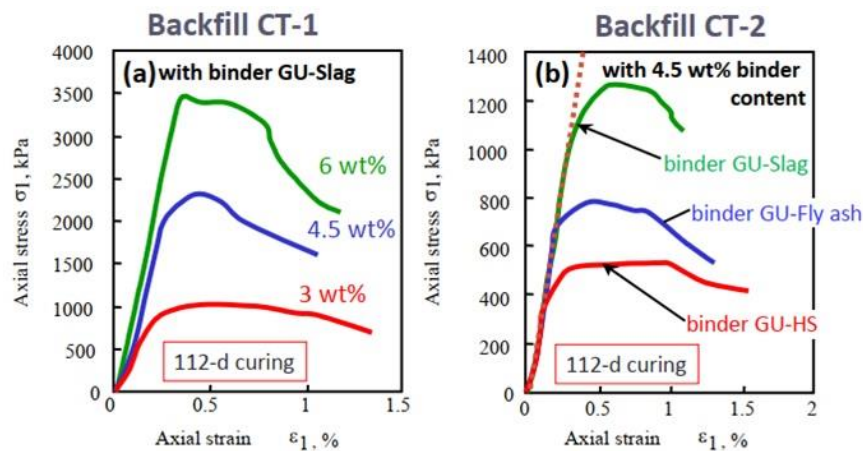 Backfill CT-1
Backfill CT-2
(a) with binder GU-Slag
6 wt%
4.5 wt%
3 wt%
112-d curing
Axial stress σ1, kPa
4000
3500
3000
2500
2000
1500
1000
500
0
0
0.5
1
1.5
Axial strain ε1, %
(b) with 4.5 wt% binder
content
binder GU-Slag
binder GU-Fly ash
binder GU-HS
112-d curing
Axial stress σ1, kPa
1400
1200
1000
800
600
400
200
0
0
0.5
1
1.5
2
Axial strain ε1, %